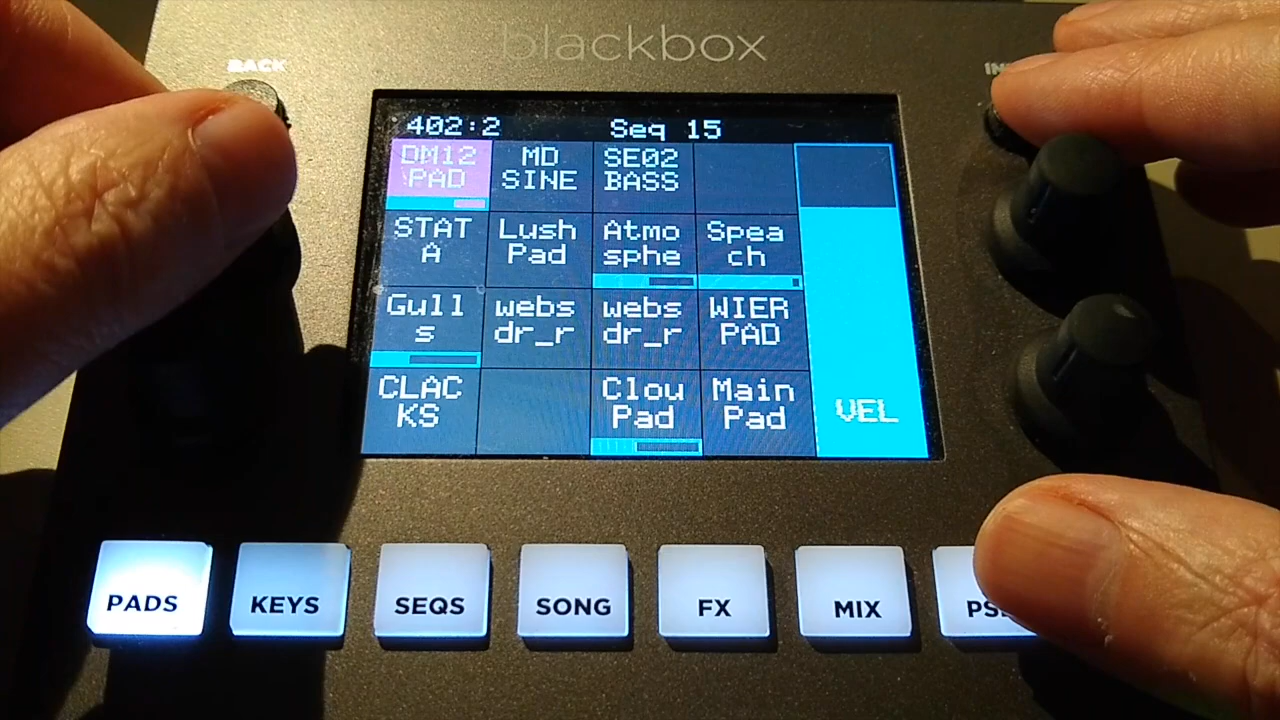 blackbox
BACK
402:2 Seq 15
DM12 MD SE02
PAD SINE BASS
STAT Lush Atmo Spea
A Pad sphe ch
Gull webs webs WIER
s dr_r dr_r PAD
CLAC Clou Main
KS Pad Pad VEL
PADS KEYS SEQS SONG FX MIX